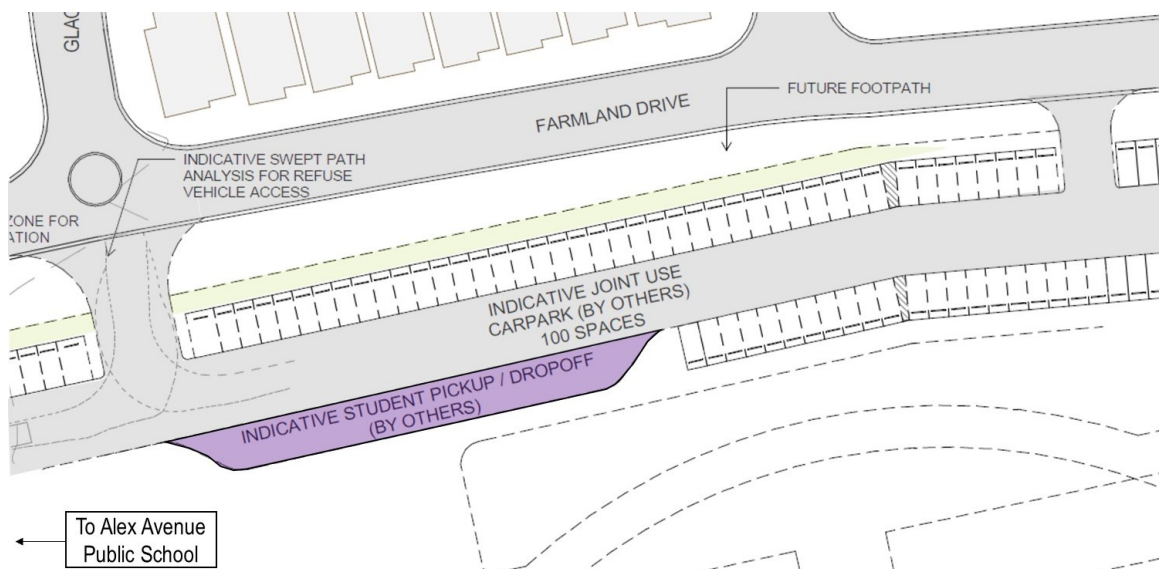 GLAC
FUTURE FOOTPATH
FARMLAND DRIVE
INDICATIVE SWEPT PATH
ANALYSIS FOR REFUSE
VEHICLE ACCESS
ZONE FOR
ATION
INDICATIVE JOINT USE
CARPARK (BY OTHERS)
100 SPACES
INDICATIVE STUDENT PICKUP / DROPOFF
(BY OTHERS)
To Alex Avenue
Public School